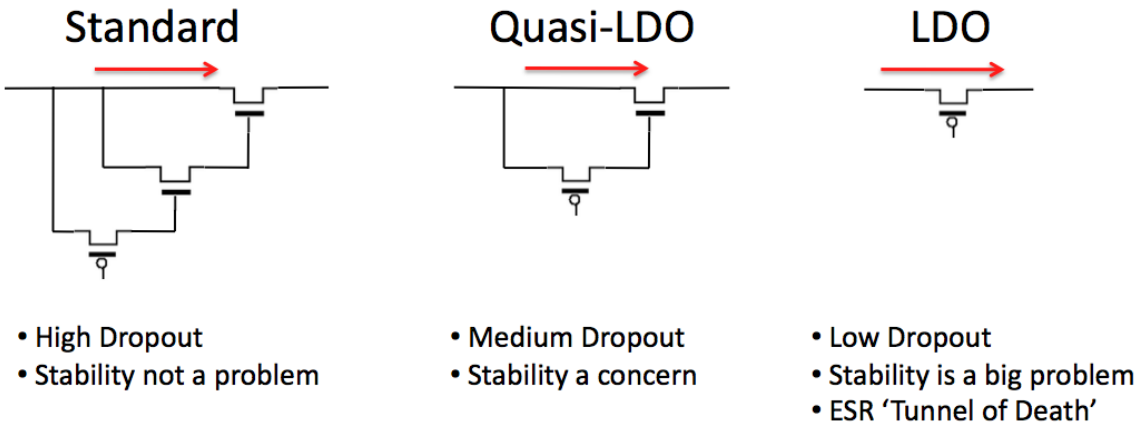 Standard
Quasi-LDO
LDO
• High Dropout
• Stability not a problem
• Medium Dropout
• Stability a concern
• Low Dropout
• Stability is a big problem
• ESR ‘Tunnel of Death’